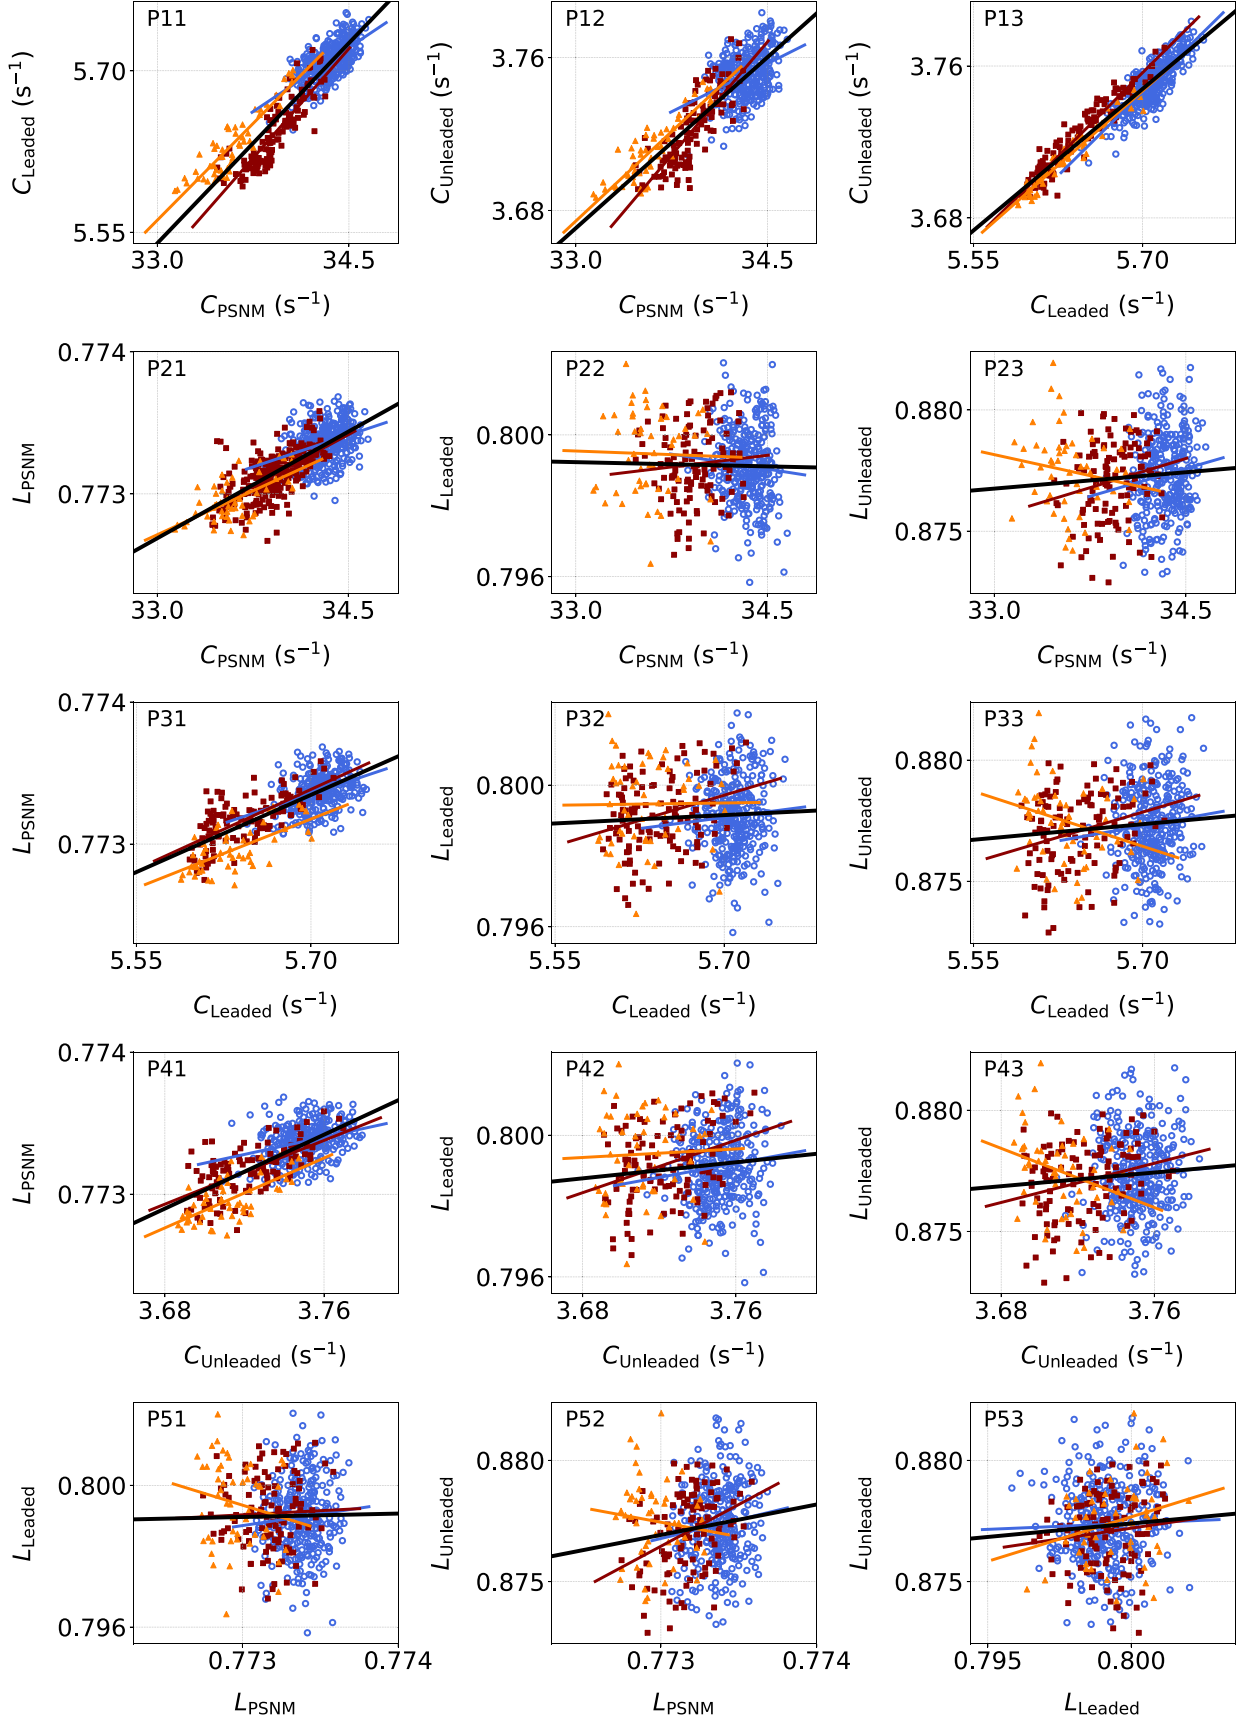 P11
C_Leaded (s⁻¹)
5.70
5.55
33.0 34.5
C_PSNM (s⁻¹)
P12
C_Unleaded (s⁻¹)
3.76
3.68
33.0 34.5
C_PSNM (s⁻¹)
P13
C_Unleaded (s⁻¹)
3.76
3.68
5.55 5.70
C_Leaded (s⁻¹)
P21
L_PSNM
0.774
0.773
33.0 34.5
C_PSNM (s⁻¹)
P22
L_Leaded
0.800
0.796
33.0 34.5
C_PSNM (s⁻¹)
P23
L_Unleaded
0.880
0.875
33.0 34.5
C_PSNM (s⁻¹)
P31
L_PSNM
0.774
0.773
5.55 5.70
C_Leaded (s⁻¹)
P32
L_Leaded
0.800
0.796
5.55 5.70
C_Leaded (s⁻¹)
P33
L_Unleaded
0.880
0.875
5.55 5.70
C_Leaded (s⁻¹)
P41
L_PSNM
0.774
0.773
3.68 3.76
C_Unleaded (s⁻¹)
P42
L_Leaded
0.800
0.796
3.68 3.76
C_Unleaded (s⁻¹)
P43
L_Unleaded
0.880
0.875
3.68 3.76
C_Unleaded (s⁻¹)
P51
L_Leaded
0.800
0.796
0.773 0.774
L_PSNM
P52
L_Unleaded
0.880
0.875
0.773 0.774
L_PSNM
P53
L_Unleaded
0.880
0.875
0.795 0.800
L_Leaded